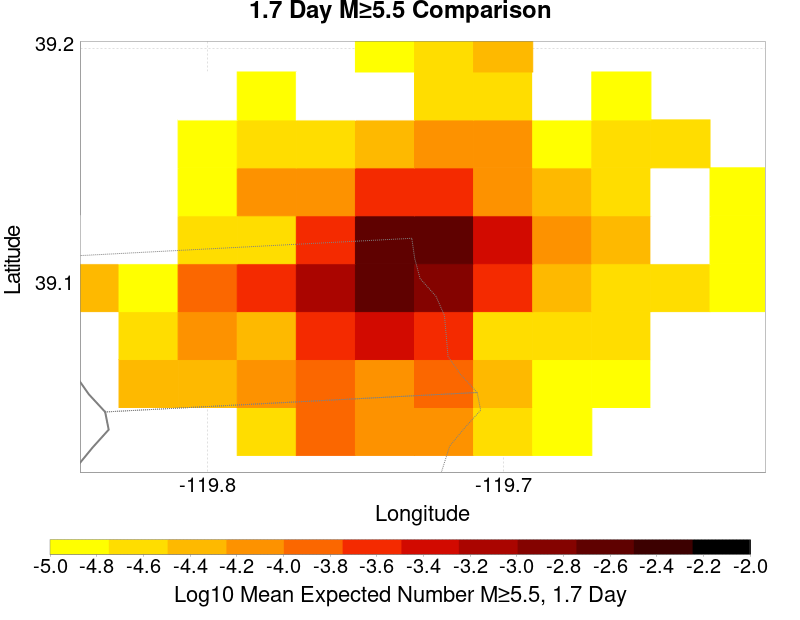 1.7 Day M≥5.5 Comparison
39.2
39.1
Latitude
-119.8 -119.7
Longitude
-5.0 -4.8 -4.6 -4.4 -4.2 -4.0 -3.8 -3.6 -3.4 -3.2 -3.0 -2.8 -2.6 -2.4 -2.2 -2.0
Log10 Mean Expected Number M≥5.5, 1.7 Day